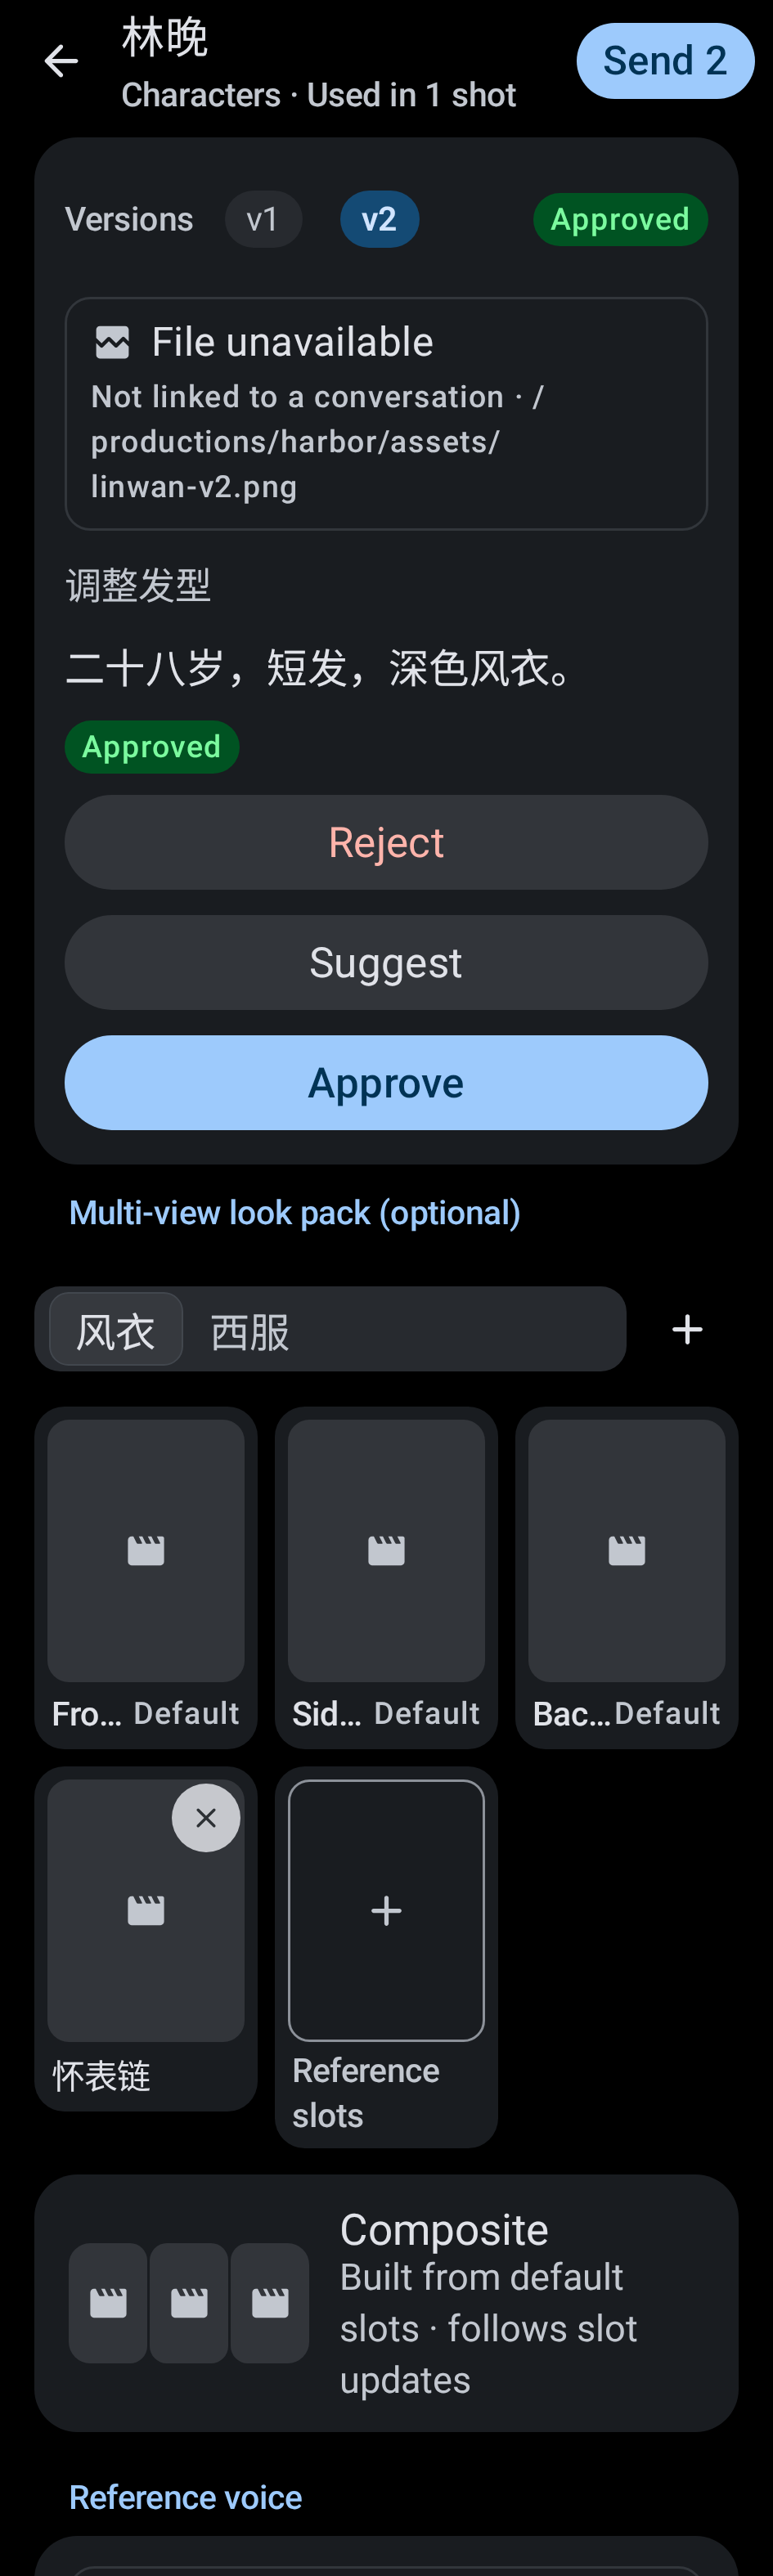 林晚
Characters · Used in 1 shot
Send 2
Versions v1 v2 Approved
File unavailable
Not linked to a conversation · /
productions/harbor/assets/
linwan-v2.png
调整发型
二十八岁，短发，深色风衣。
Approved
Reject
Suggest
Approve
Multi-view look pack (optional)
风衣 西服
Fro... Default Sid... Default Bac... Default
怀表链
Reference
slots
Composite
Built from default
slots · follows slot
updates
Reference voice